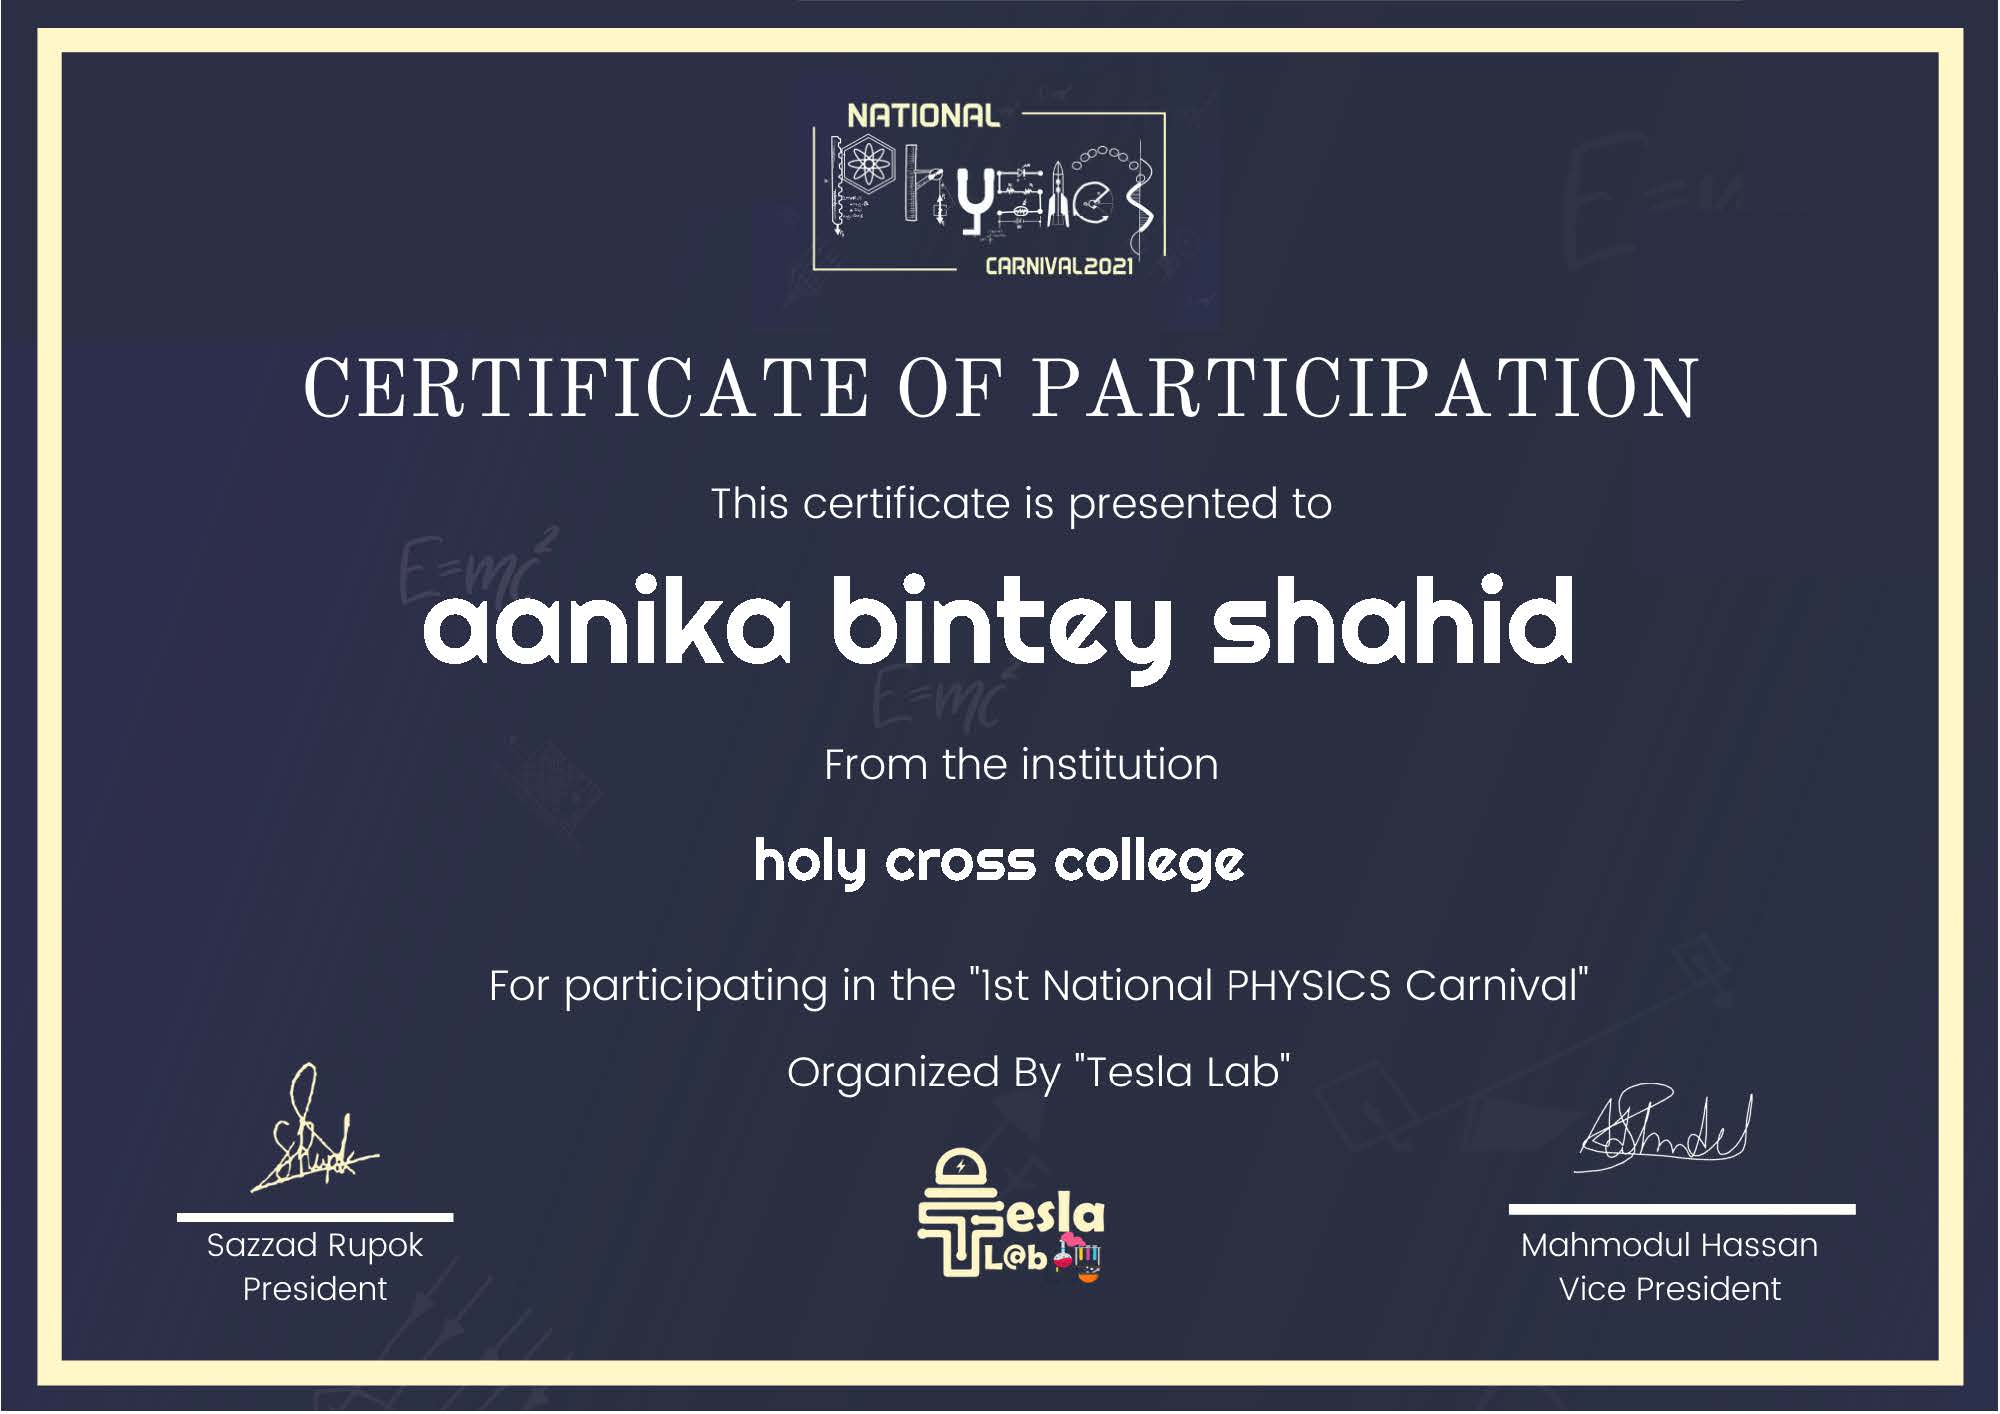 NATIONAL
Physics
CARNIVAL2021
CERTIFICATE OF PARTICIPATION
This certificate is presented to
E=mc²
aanika bintey shahid
E=mc²
From the institution
holy cross college
For participating in the "1st National PHYSICS Carnival"
Organized By "Tesla Lab"
Tesla
L@b
Sazzad Rupok
President
Mahmodul Hassan
Vice President